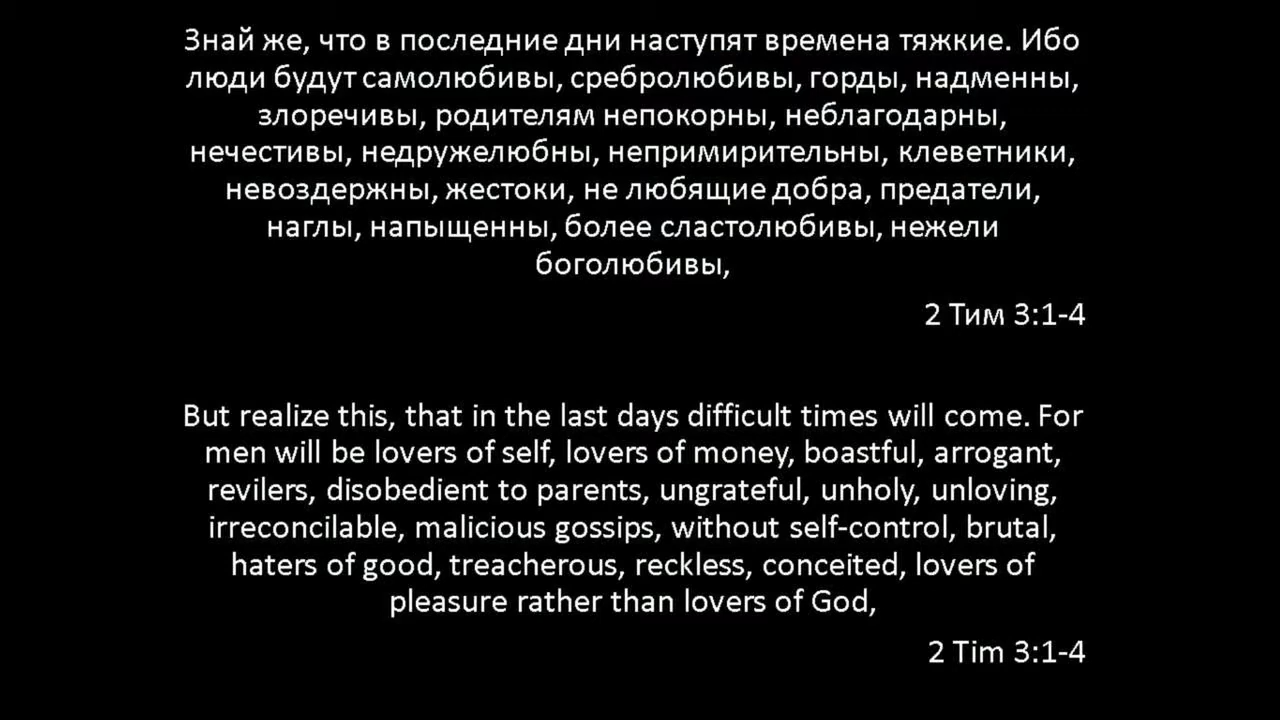 Знай же, что в последние дни наступят времена тяжкие. Ибо
люди будут самолюбивы, сребролюбивы, горды, надменны,
злоречивы, родителям непокорны, неблагодарны,
нечестивы, недружелюбны, непримирительны, клеветники,
невоздержны, жестоки, не любящие добра, предатели,
наглы, напыщенны, более сластолюбивы, нежели
боголюбивы,
2 Тим 3:1-4
But realize this, that in the last days difficult times will come. For
men will be lovers of self, lovers of money, boastful, arrogant,
revilers, disobedient to parents, ungrateful, unholy, unloving,
irreconcilable, malicious gossips, without self-control, brutal,
haters of good, treacherous, reckless, conceited, lovers of
pleasure rather than lovers of God,
2 Tim 3:1-4